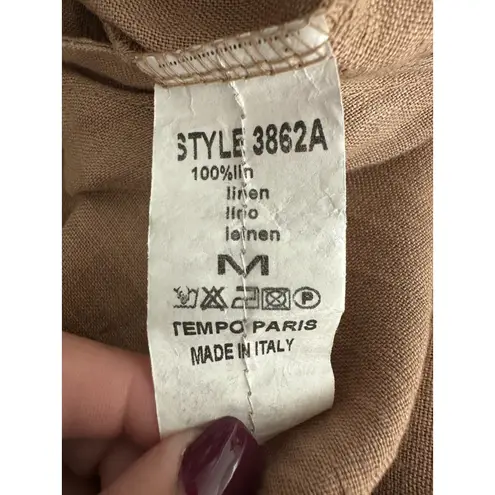 STYLE 3862A
100%lin
linen
lino
leinen
M
P
TEMPO PARIS
MADE IN ITALY